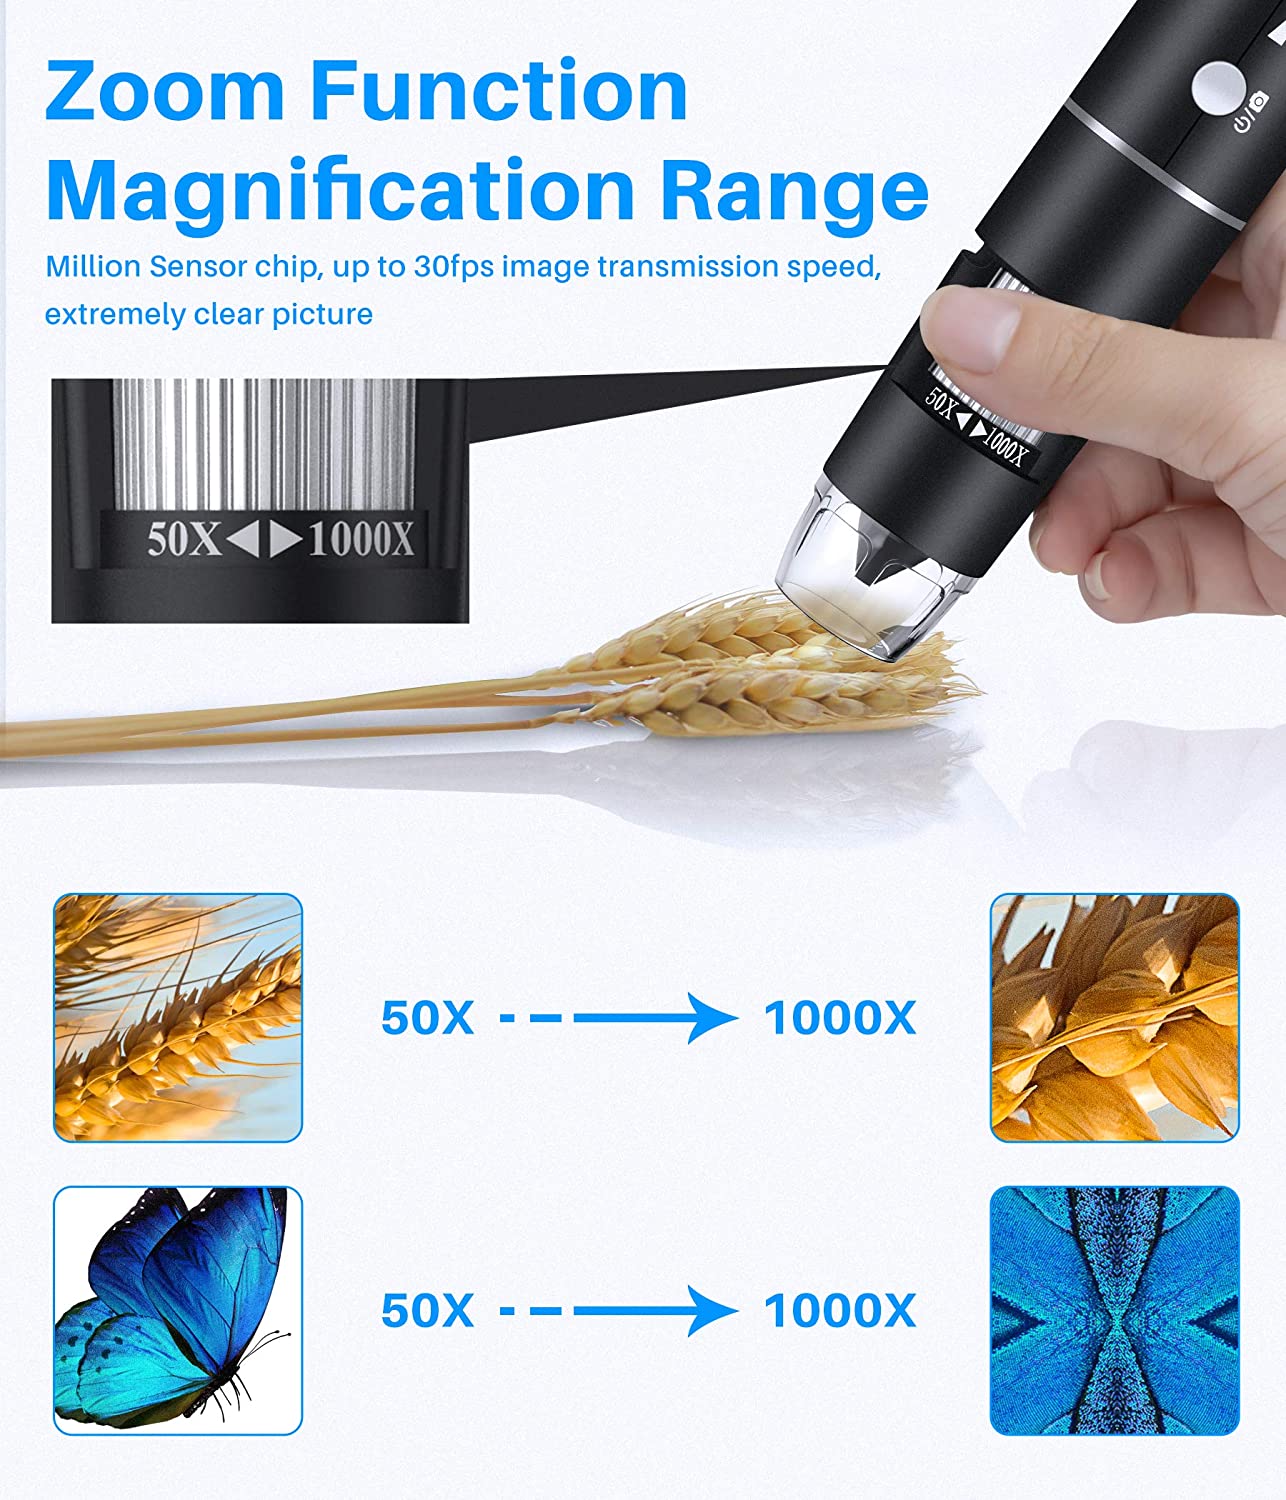 Zoom Function
Magnification Range
Million Sensor chip, up to 30fps image transmission speed,
extremely clear picture
50X◀▶1000X
50X◀▶1000X
50X
1000X
50X
1000X